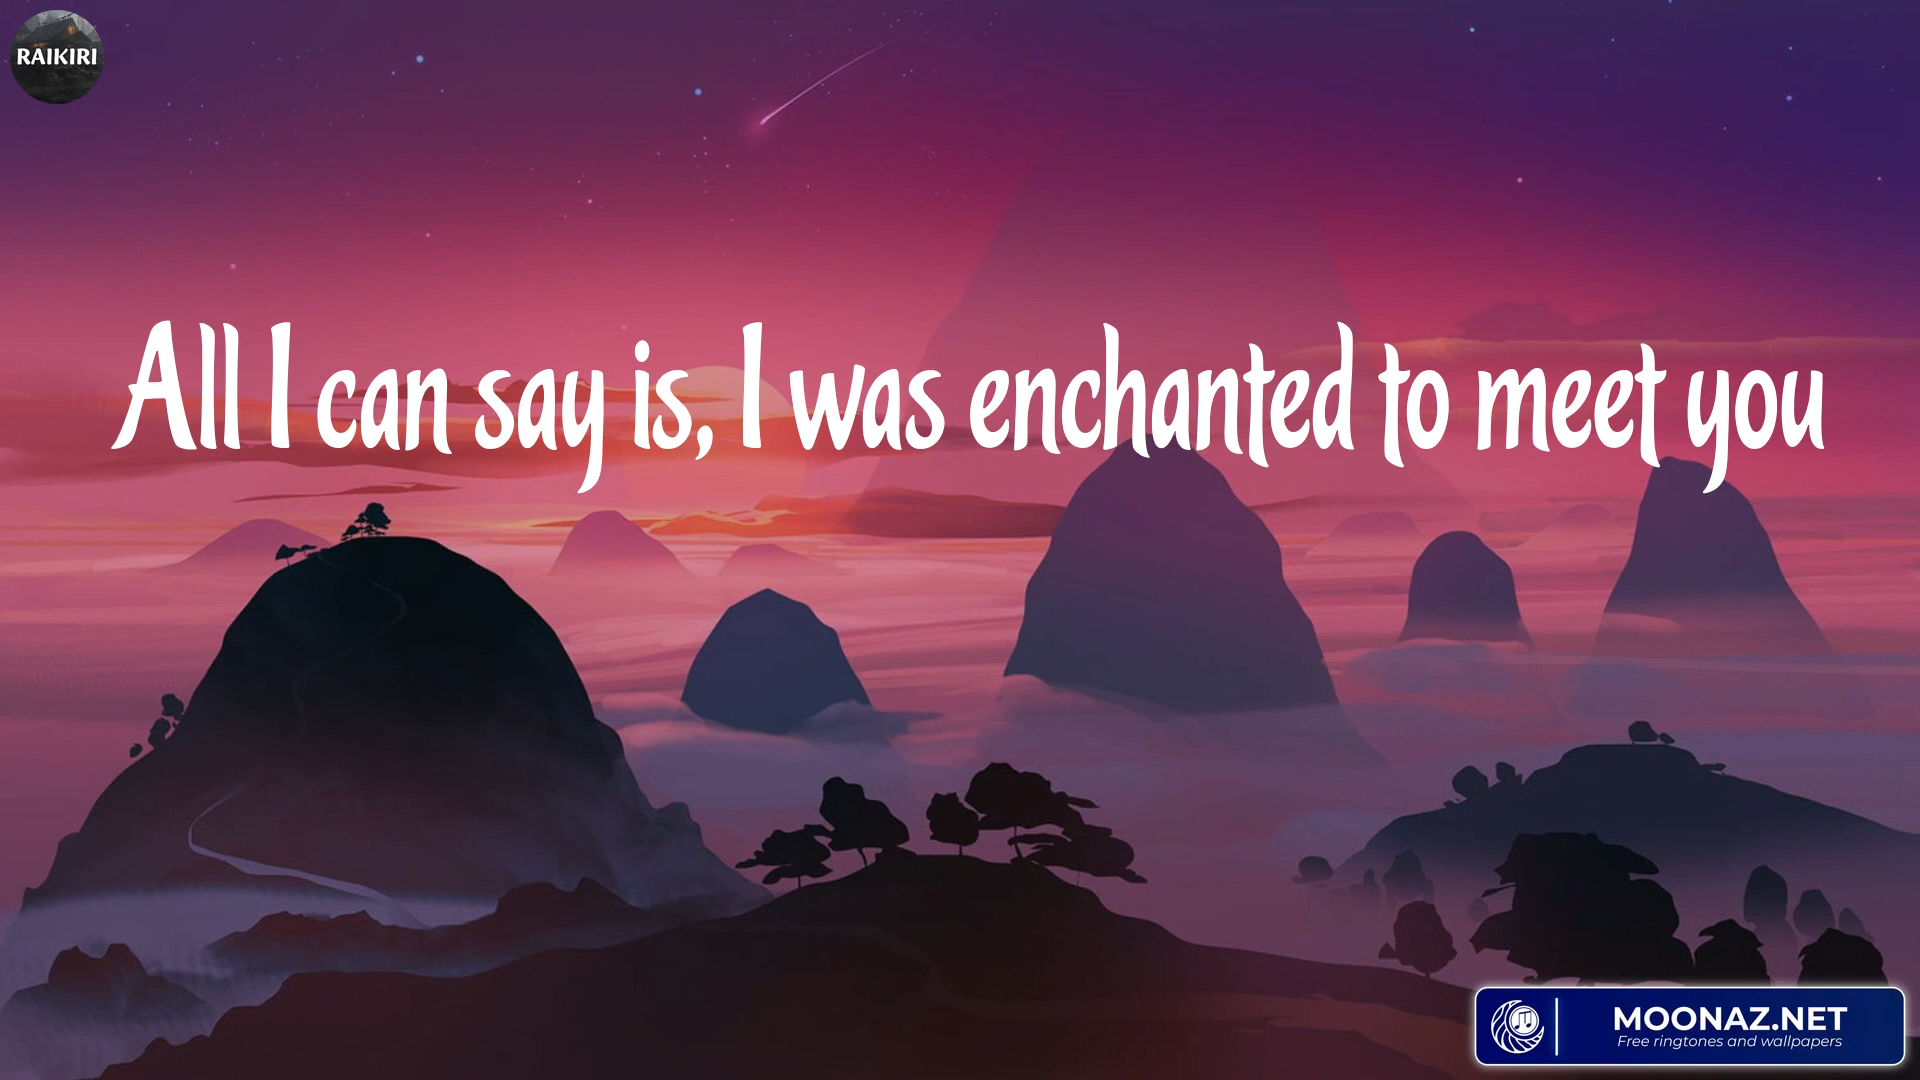 RAIKIRI
All I can say is, I was enchanted to meet you
MOONAZ.NET
Free ringtones and wallpapers